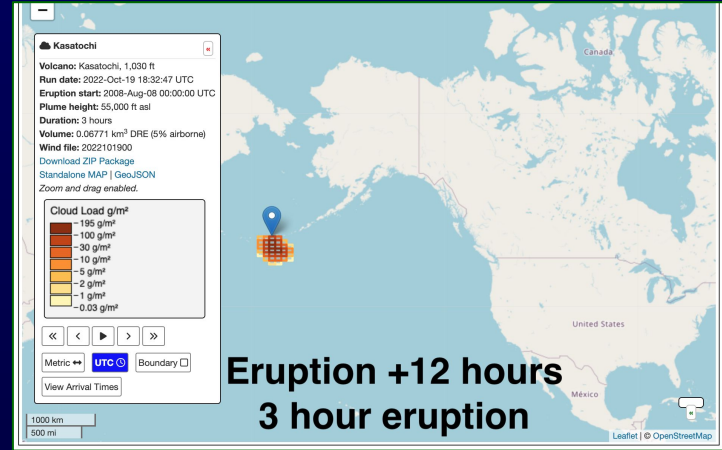 −
Kasatochi
«
Volcano: Kasatochi, 1,030 ft
Run date: 2022-Oct-19 18:32:47 UTC
Eruption start: 2008-Aug-08 00:00:00 UTC
Plume height: 55,000 ft asl
Duration: 3 hours
Volume: 0.06771 km³ DRE (5% airborne)
Wind file: 2022101900
Download ZIP Package
Standalone MAP | GeoJSON
Zoom and drag enabled.
Cloud Load g/m²
195 g/m²
100 g/m²
30 g/m²
10 g/m²
5 g/m²
2 g/m²
1 g/m²
0.03 g/m²
« < ▶ > »
Metric ↔ UTC Boundary
View Arrival Times
1000 km
500 mi
Canada
United States
México
Eruption +12 hours
3 hour eruption
«
Leaflet | © OpenStreetMap